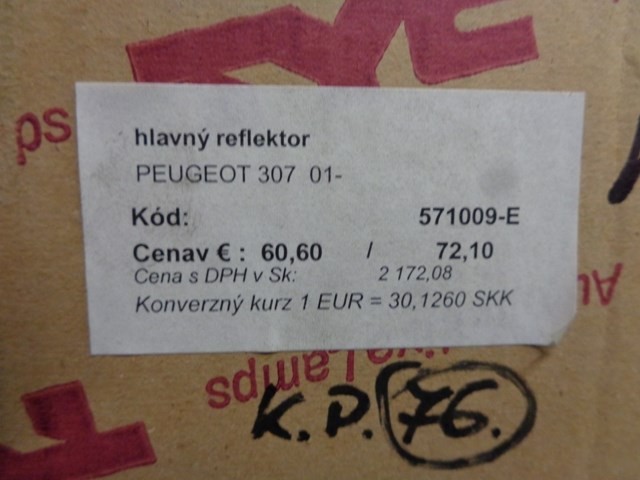 hlavný reflektor
PEUGEOT 307 01-
Kód: 571009-E
Cenav € : 60,60 / 72,10
Cena s DPH v Sk: 2 172,08
Konverzný kurz 1 EUR = 30,1260 SKK
K.P. 76.